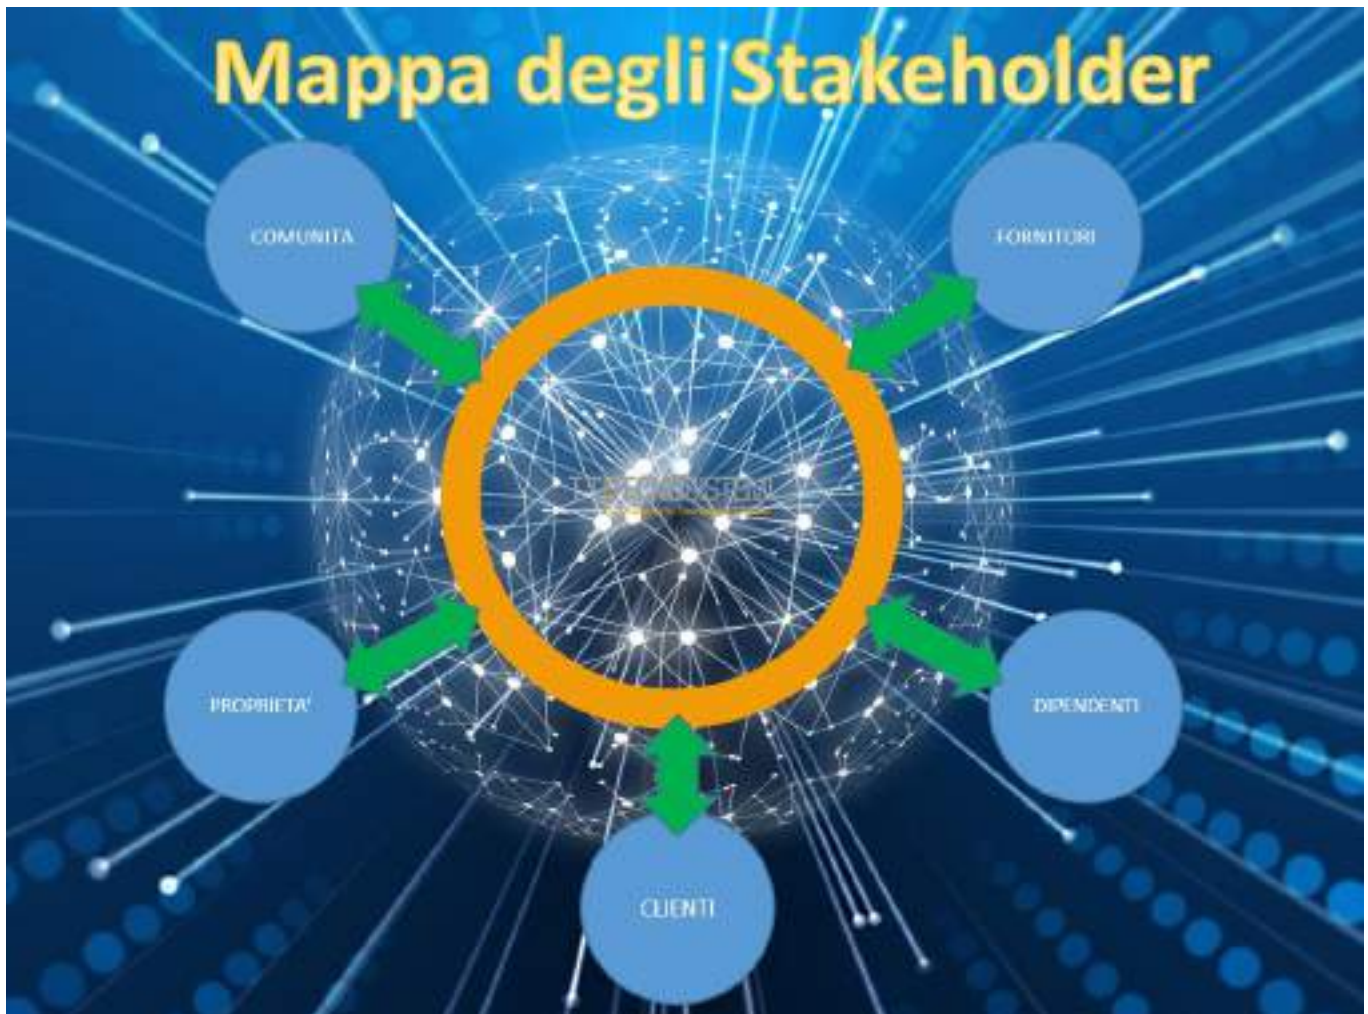 Mappa degli Stakeholder
COMUNITA
FORNITORI
PROPRIETA'
DIPENDENTI
CLIENTI